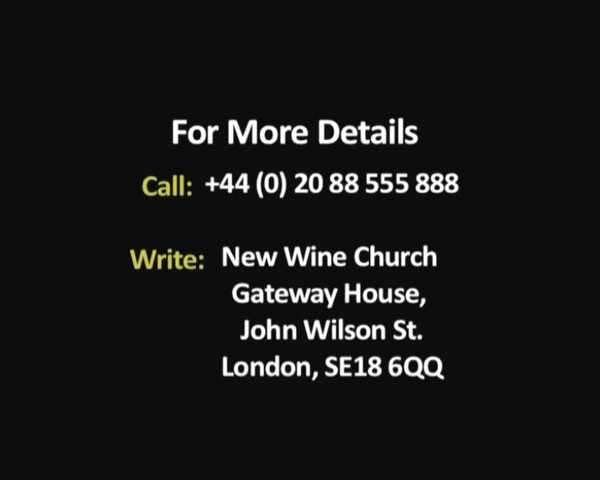 For More Details
Call: +44 (0) 20 88 555 888
Write: New Wine Church
Gateway House,
John Wilson St.
London, SE18 6QQ